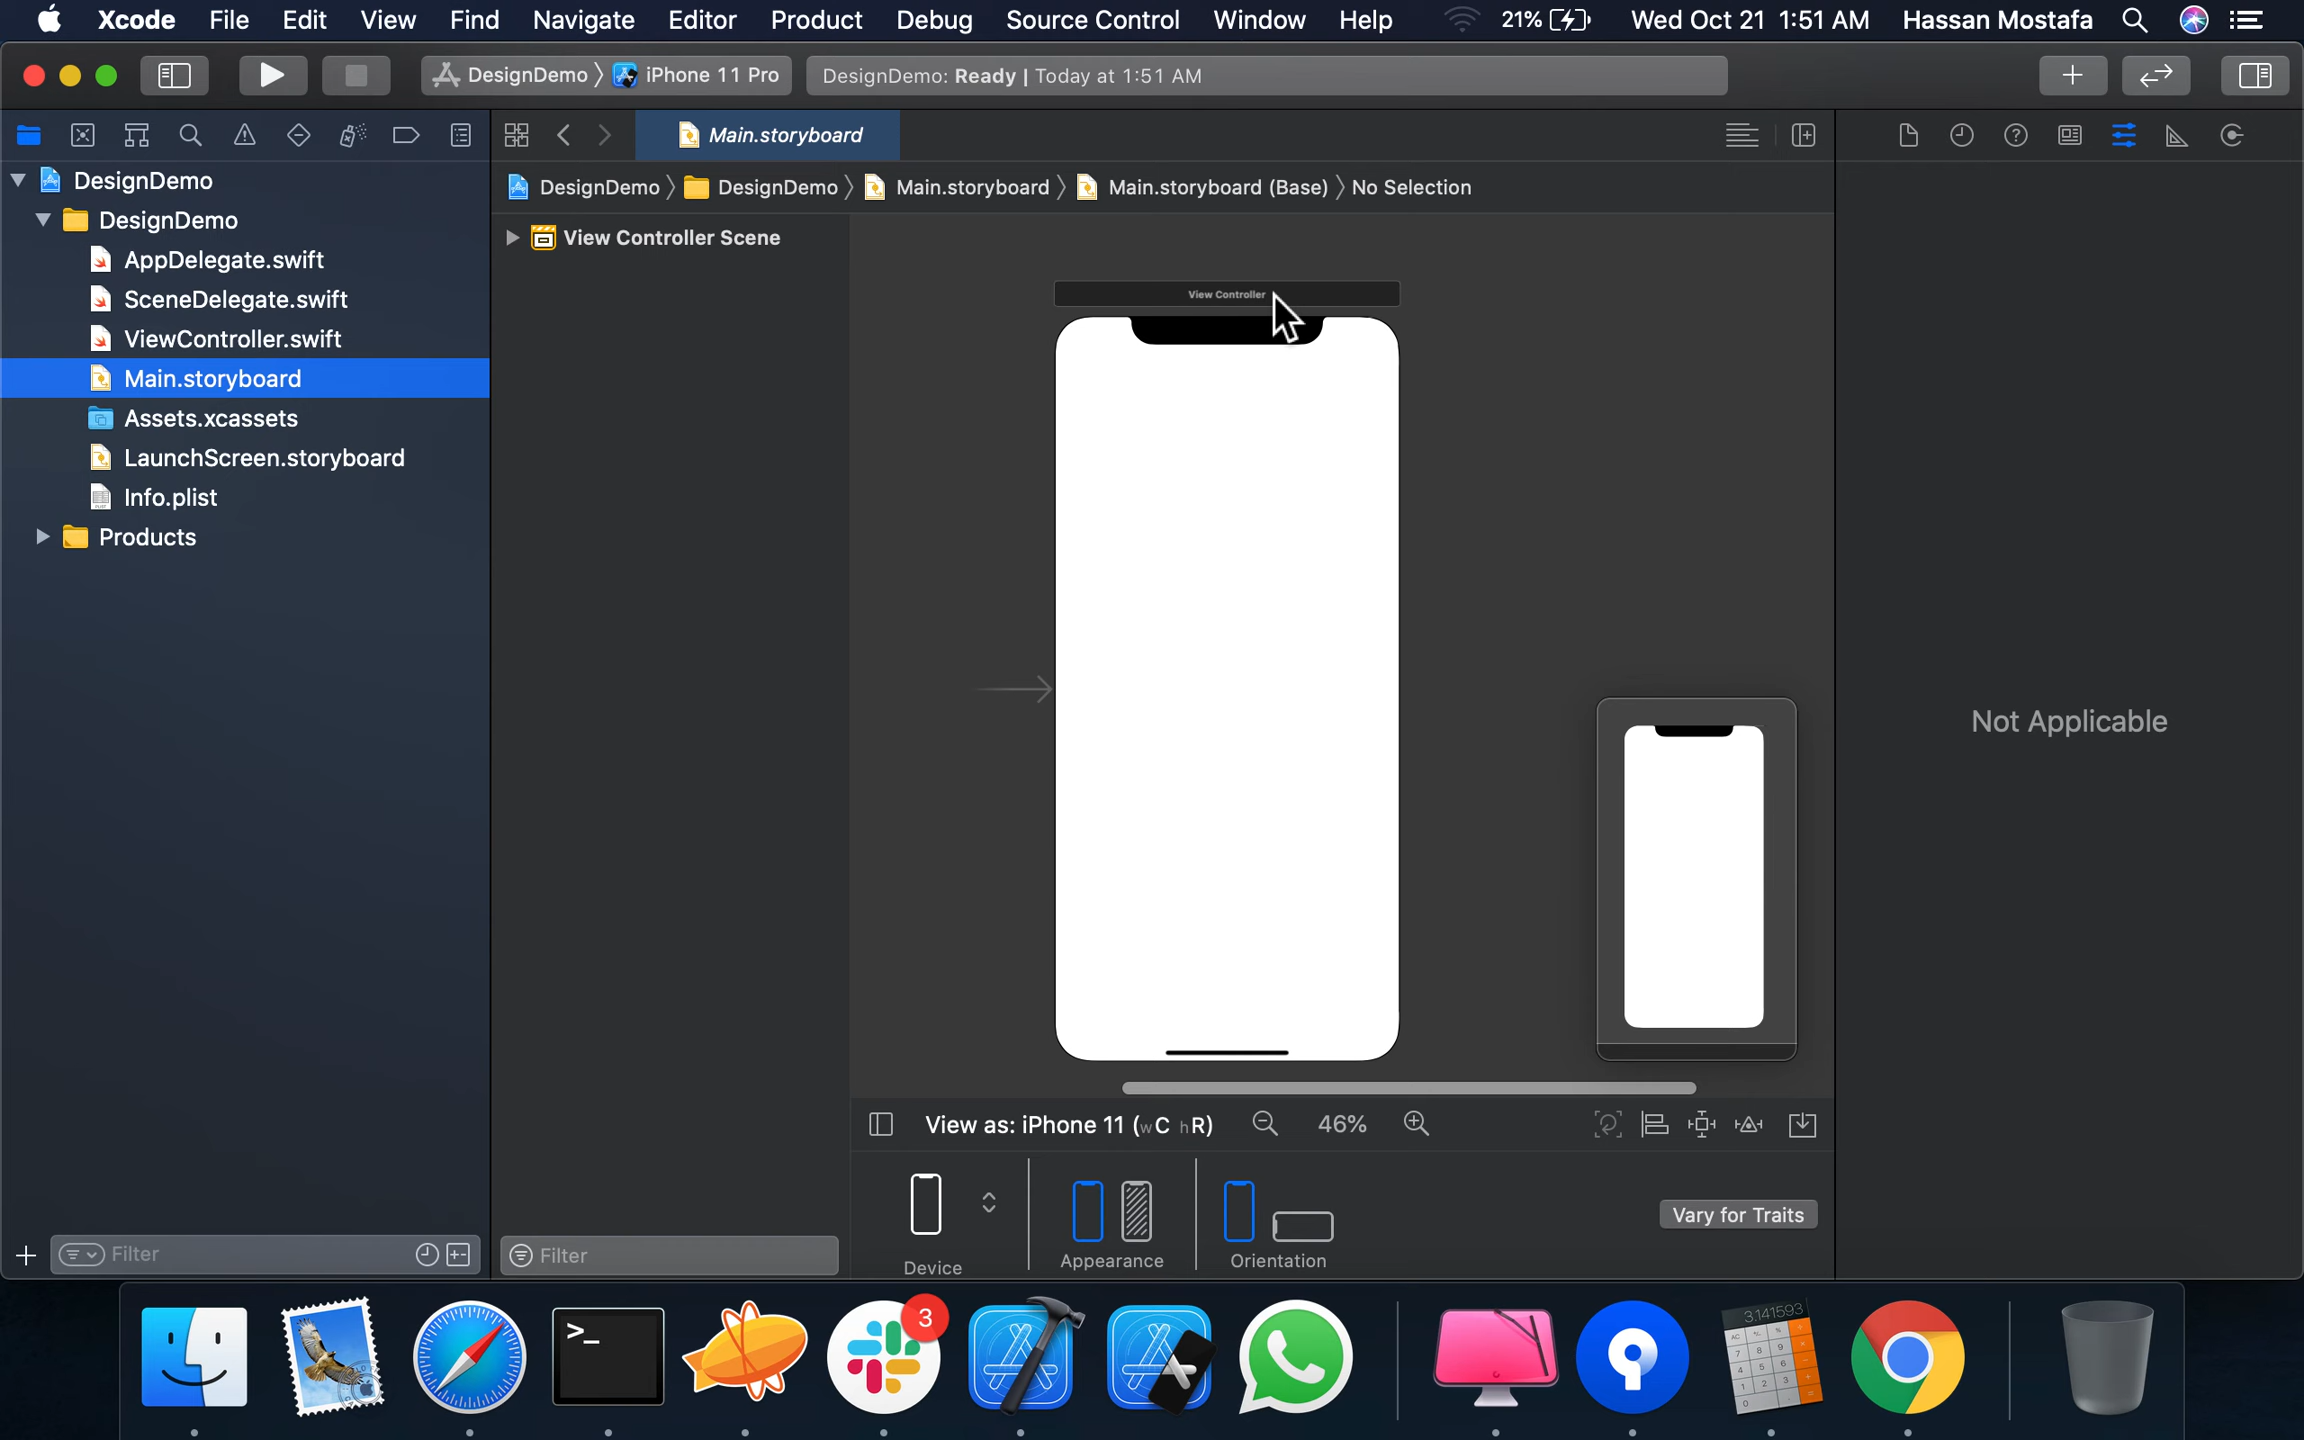 Xcode File Edit View Find Navigate Editor Product Debug Source Control Window Help 21% Wed Oct 21 1:51 AM Hassan Mostafa
DesignDemo 〉 iPhone 11 Pro
DesignDemo: Ready | Today at 1:51 AM
Main.storyboard
DesignDemo 〉 DesignDemo 〉 Main.storyboard 〉 Main.storyboard (Base) 〉 No Selection
DesignDemo
DesignDemo
AppDelegate.swift
SceneDelegate.swift
ViewController.swift
Main.storyboard
Assets.xcassets
LaunchScreen.storyboard
Info.plist
Products
Filter
View Controller Scene
Filter
View Controller
Not Applicable
View as: iPhone 11 (wC hR) 46%
Vary for Traits
Device
Appearance
Orientation
>_
3
3.141593